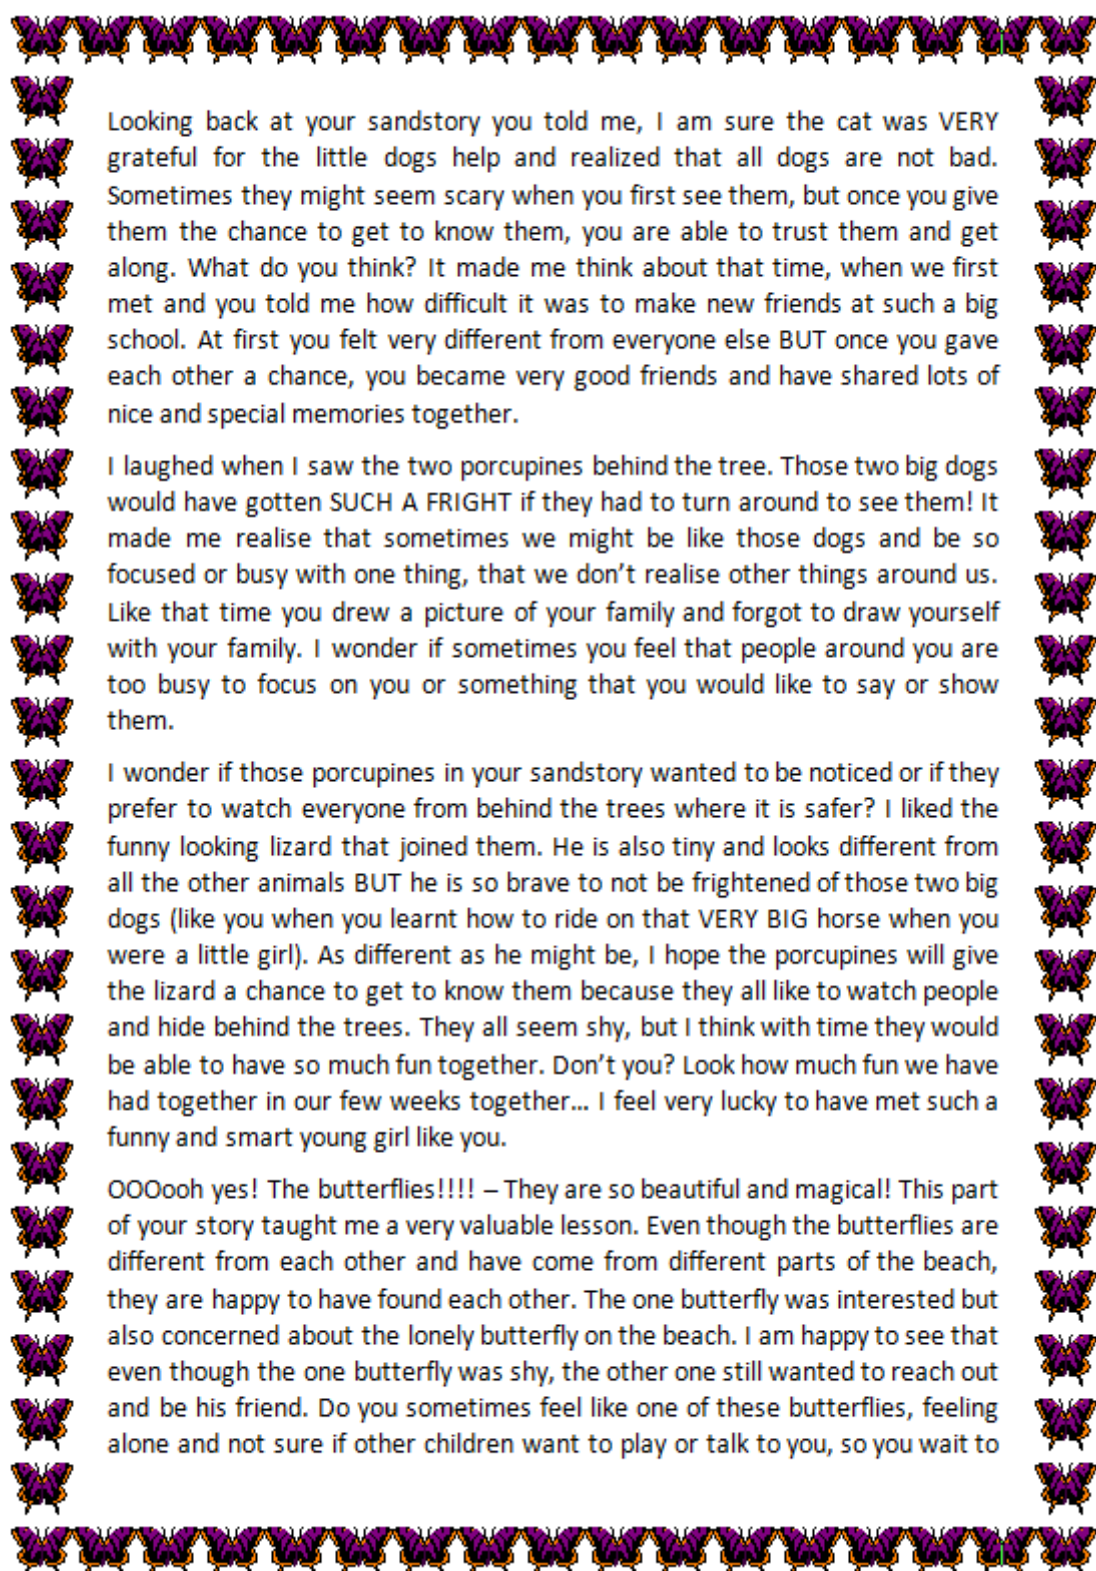 Looking back at your sandstory you told me, I am sure the cat was VERY
grateful for the little dogs help and realized that all dogs are not bad.
Sometimes they might seem scary when you first see them, but once you give
them the chance to get to know them, you are able to trust them and get
along. What do you think? It made me think about that time, when we first
met and you told me how difficult it was to make new friends at such a big
school. At first you felt very different from everyone else BUT once you gave
each other a chance, you became very good friends and have shared lots of
nice and special memories together.
I laughed when I saw the two porcupines behind the tree. Those two big dogs
would have gotten SUCH A FRIGHT if they had to turn around to see them! It
made me realise that sometimes we might be like those dogs and be so
focused or busy with one thing, that we don't realise other things around us.
Like that time you drew a picture of your family and forgot to draw yourself
with your family. I wonder if sometimes you feel that people around you are
too busy to focus on you or something that you would like to say or show
them.
I wonder if those porcupines in your sandstory wanted to be noticed or if they
prefer to watch everyone from behind the trees where it is safer? I liked the
funny looking lizard that joined them. He is also tiny and looks different from
all the other animals BUT he is so brave to not be frightened of those two big
dogs (like you when you learnt how to ride on that VERY BIG horse when you
were a little girl). As different as he might be, I hope the porcupines will give
the lizard a chance to get to know them because they all like to watch people
and hide behind the trees. They all seem shy, but I think with time they would
be able to have so much fun together. Don't you? Look how much fun we have
had together in our few weeks together... I feel very lucky to have met such a
funny and smart young girl like you.
OOOooh yes! The butterflies!!!! – They are so beautiful and magical! This part
of your story taught me a very valuable lesson. Even though the butterflies are
different from each other and have come from different parts of the beach,
they are happy to have found each other. The one butterfly was interested but
also concerned about the lonely butterfly on the beach. I am happy to see that
even though the one butterfly was shy, the other one still wanted to reach out
and be his friend. Do you sometimes feel like one of these butterflies, feeling
alone and not sure if other children want to play or talk to you, so you wait to